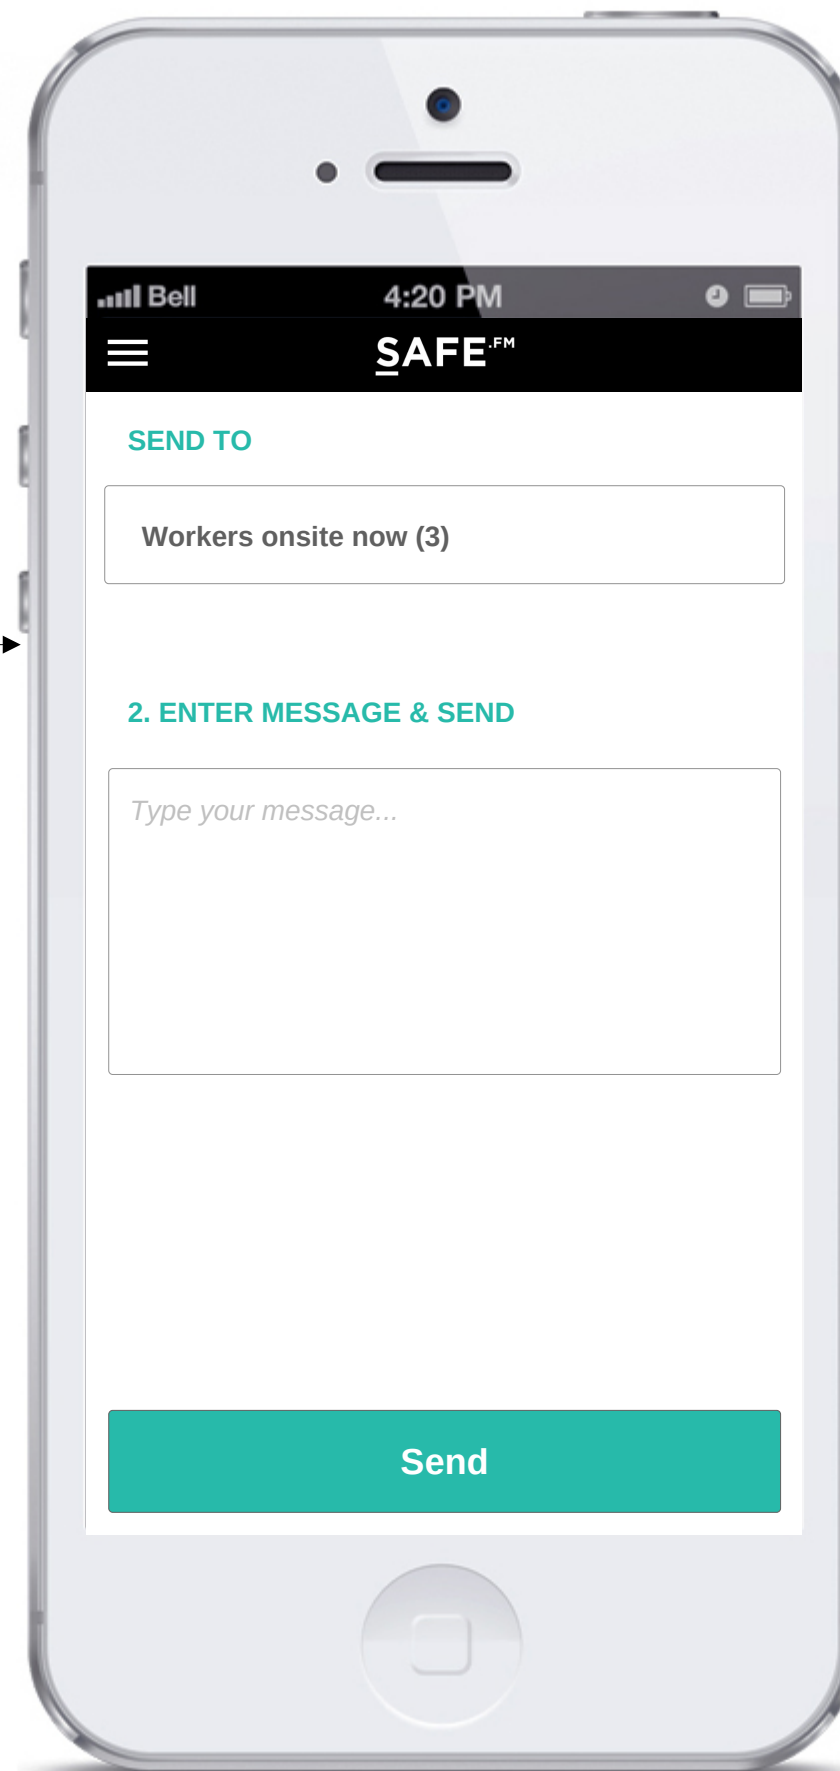 Bell 4:20 PM
SAFE.FM
SEND TO
Workers onsite now (3)
2. ENTER MESSAGE & SEND
Type your message...
Send